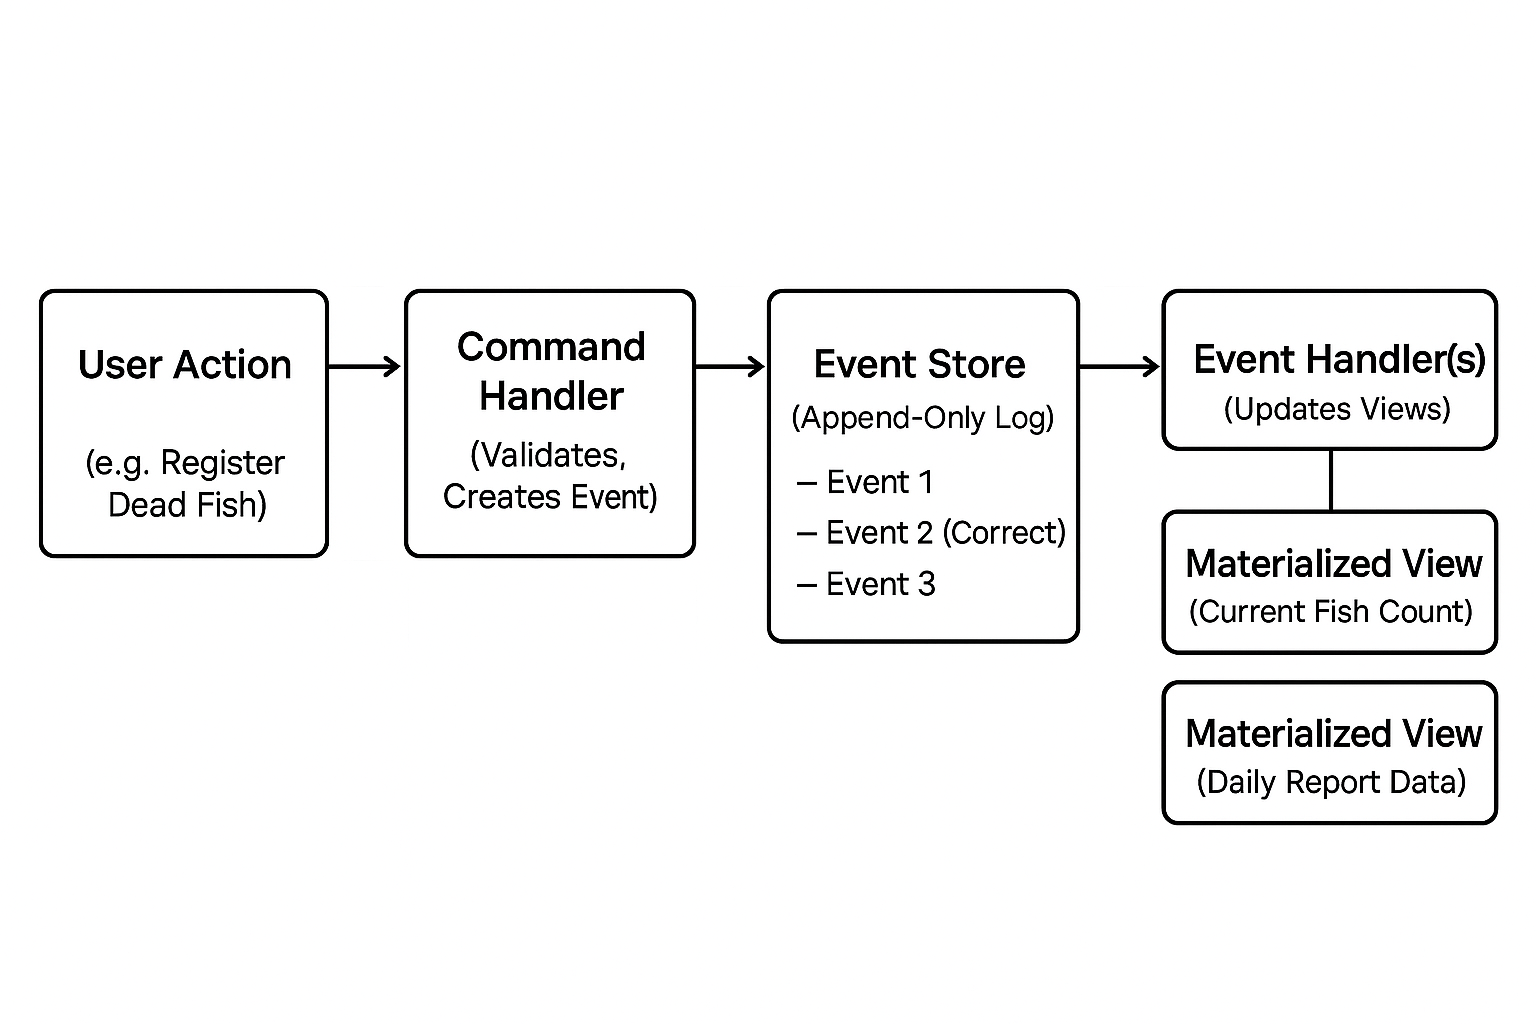 User Action
(e.g. Register
Dead Fish)
Command
Handler
(Validates,
Creates Event)
Event Store
(Append-Only Log)
– Event 1
– Event 2 (Correct)
– Event 3
Event Handler(s)
(Updates Views)
Materialized View
(Current Fish Count)
Materialized View
(Daily Report Data)